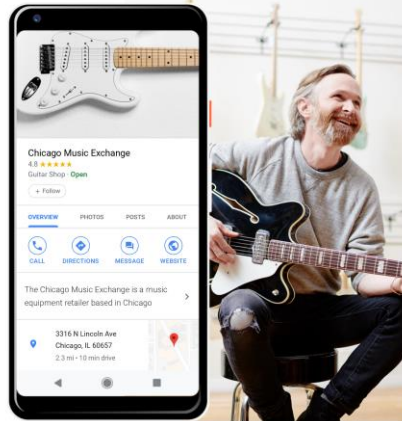 Chicago Music Exchange
4.8 ★★★★★
Guitar Shop · Open
+ Follow
OVERVIEW PHOTOS POSTS ABOUT
CALL DIRECTIONS MESSAGE WEBSITE
The Chicago Music Exchange is a music
equipment retailer based in Chicago
3316 N Lincoln Ave
Chicago, IL 60657
2.3 mi • 10 min drive